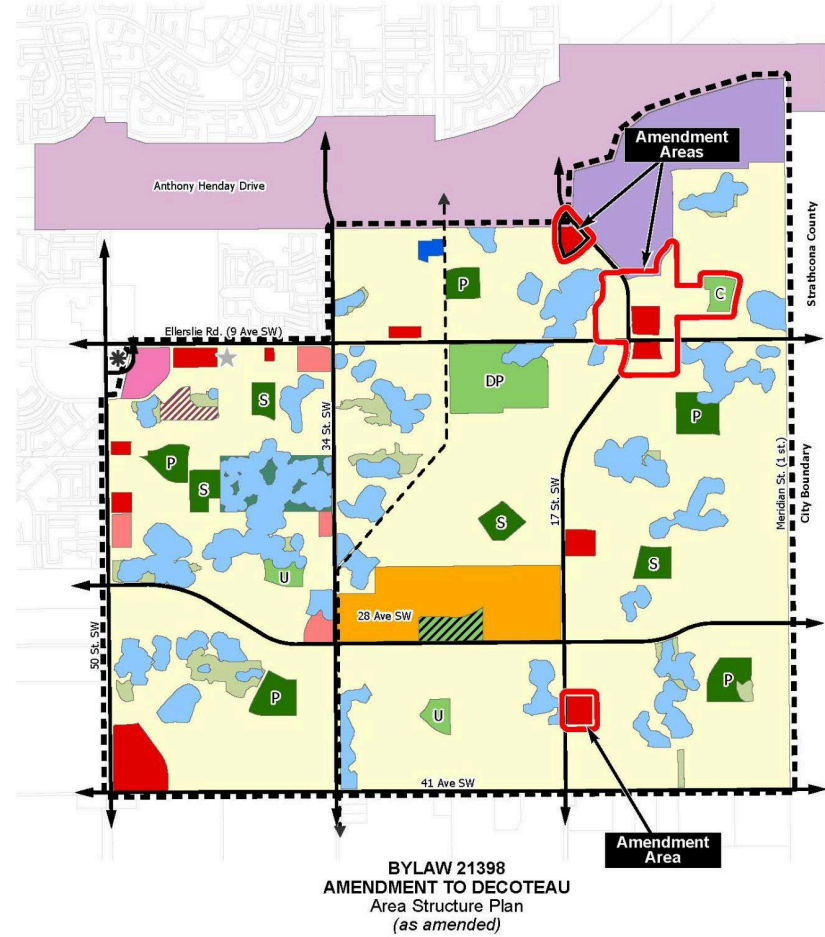 Amendment
Areas
Anthony Henday Drive
Strathcona County
P
C
Ellerslie Rd. (9 Ave SW)
DP
S
34 St. SW
P
P
S
Meridian St. (1 st.)
City Boundary
17 St. SW
S
S
U
28 Ave SW
50 St. SW
P
P
U
41 Ave SW
Amendment
Area
BYLAW 21398
AMENDMENT TO DECOTEAU
Area Structure Plan
(as amended)